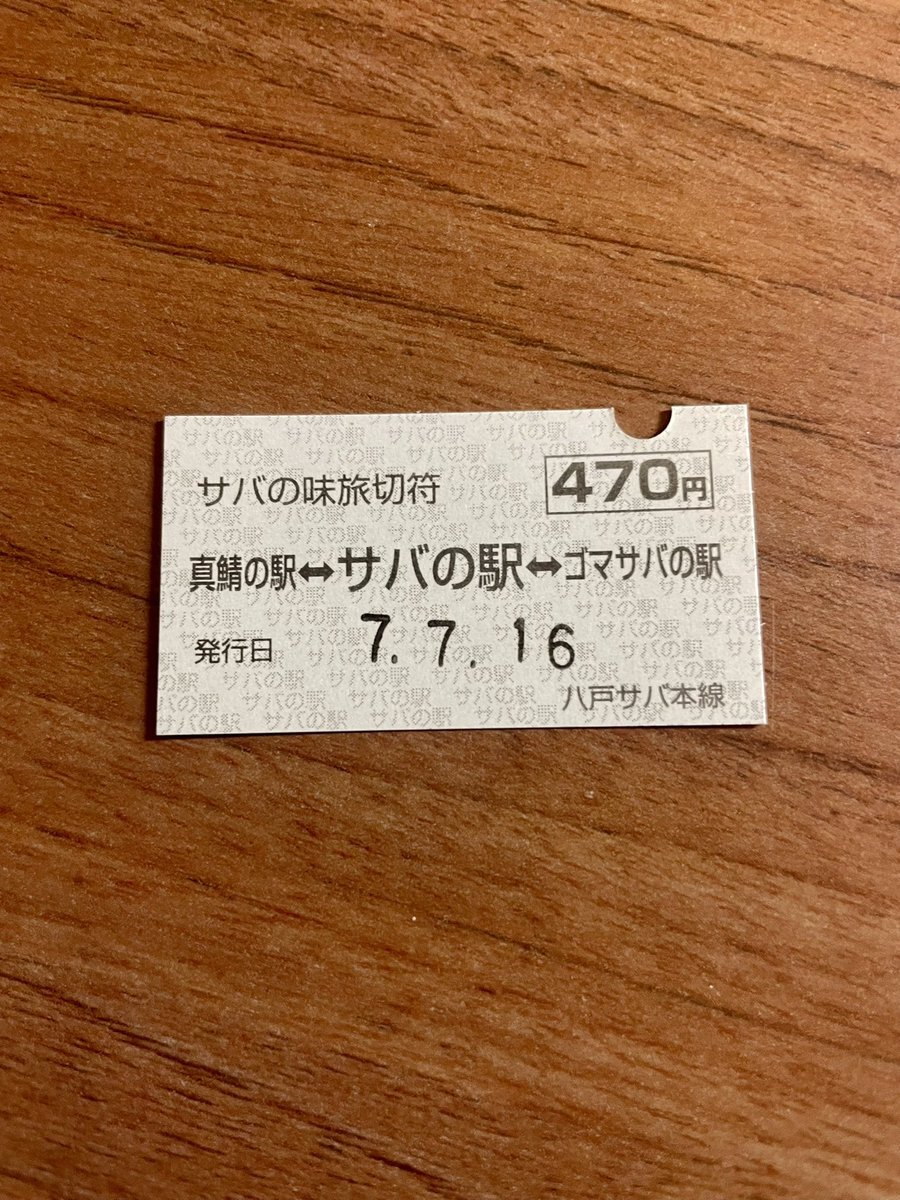 サバの味旅切符
470円
真鯖の駅↔サバの駅↔ゴマサバの駅
発行日 7.7.16
八戸サバ本線